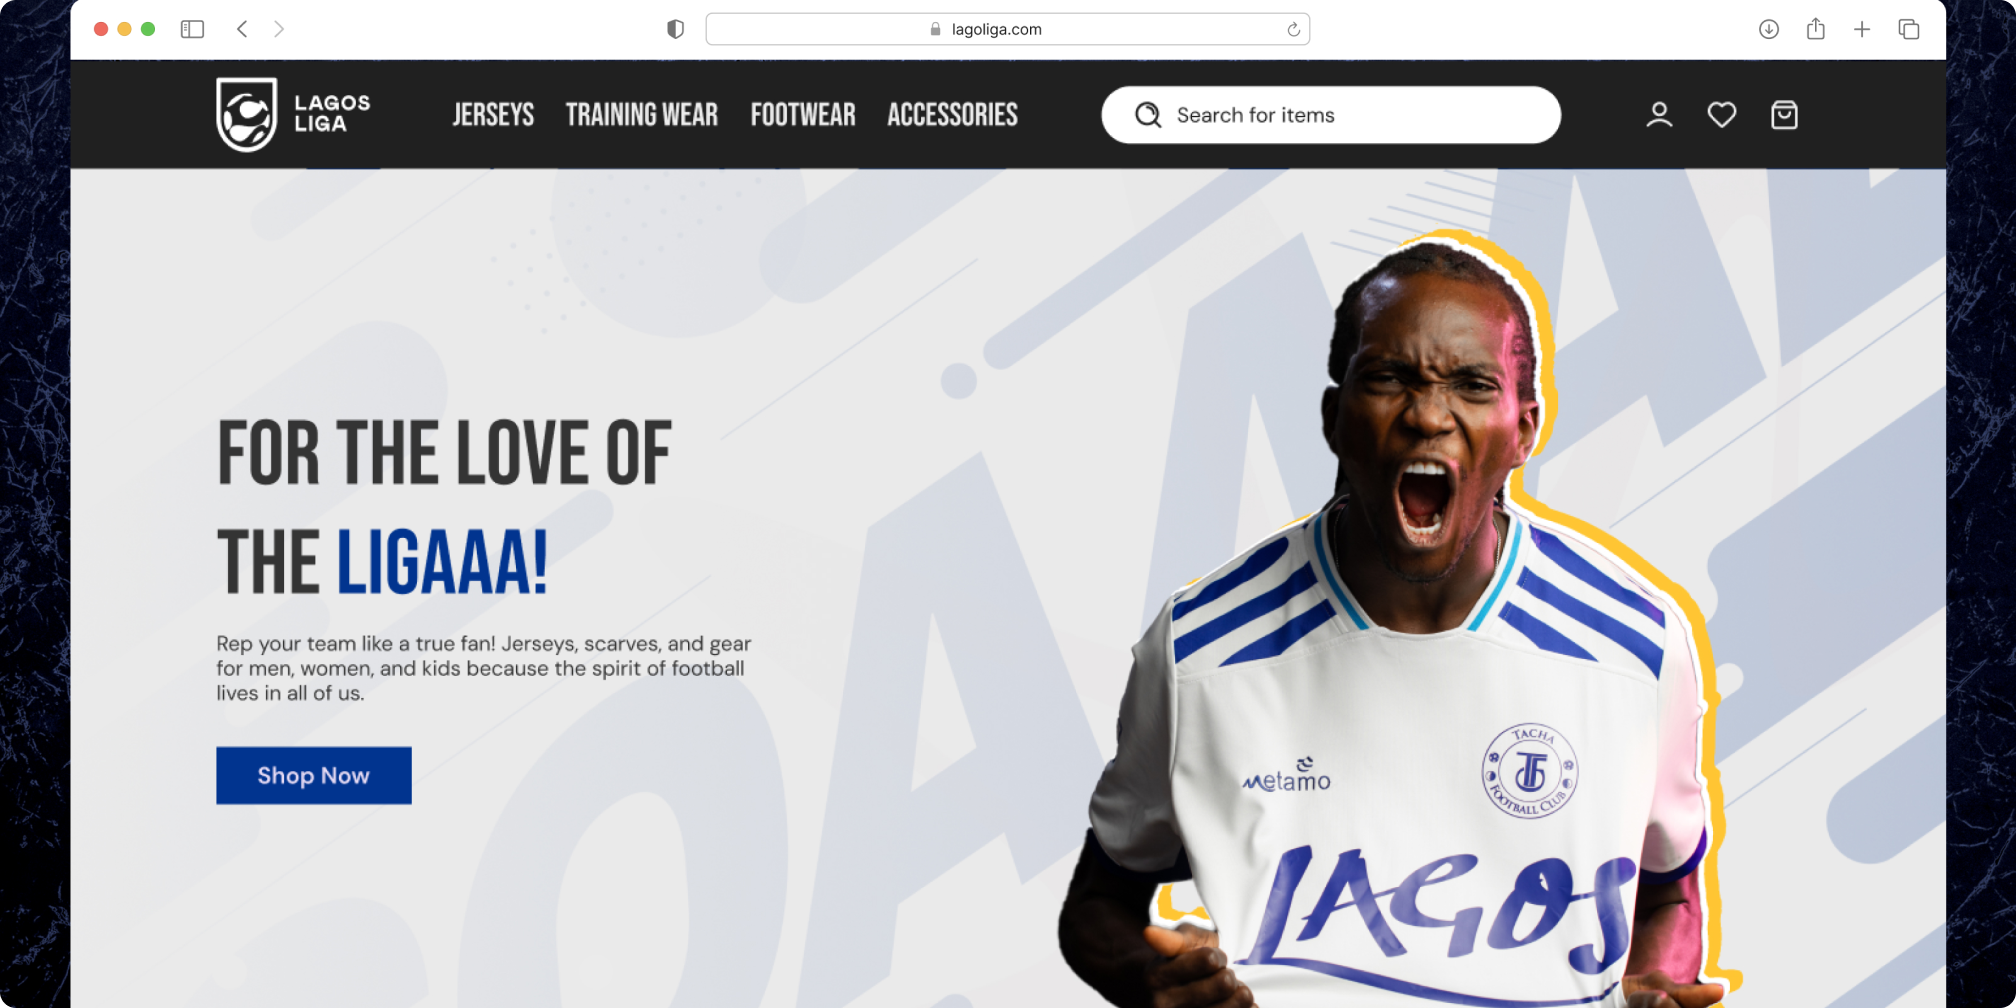 lagoliga.com
LAGOS
LIGA
JERSEYS
TRAINING WEAR
FOOTWEAR
ACCESSORIES
Search for items
FOR THE LOVE OF
THE LIGAAA!
Rep your team like a true fan! Jerseys, scarves, and gear
for men, women, and kids because the spirit of football
lives in all of us.
Shop Now
metamo
TACHA
FOOTBALL CLUB
LAGOS